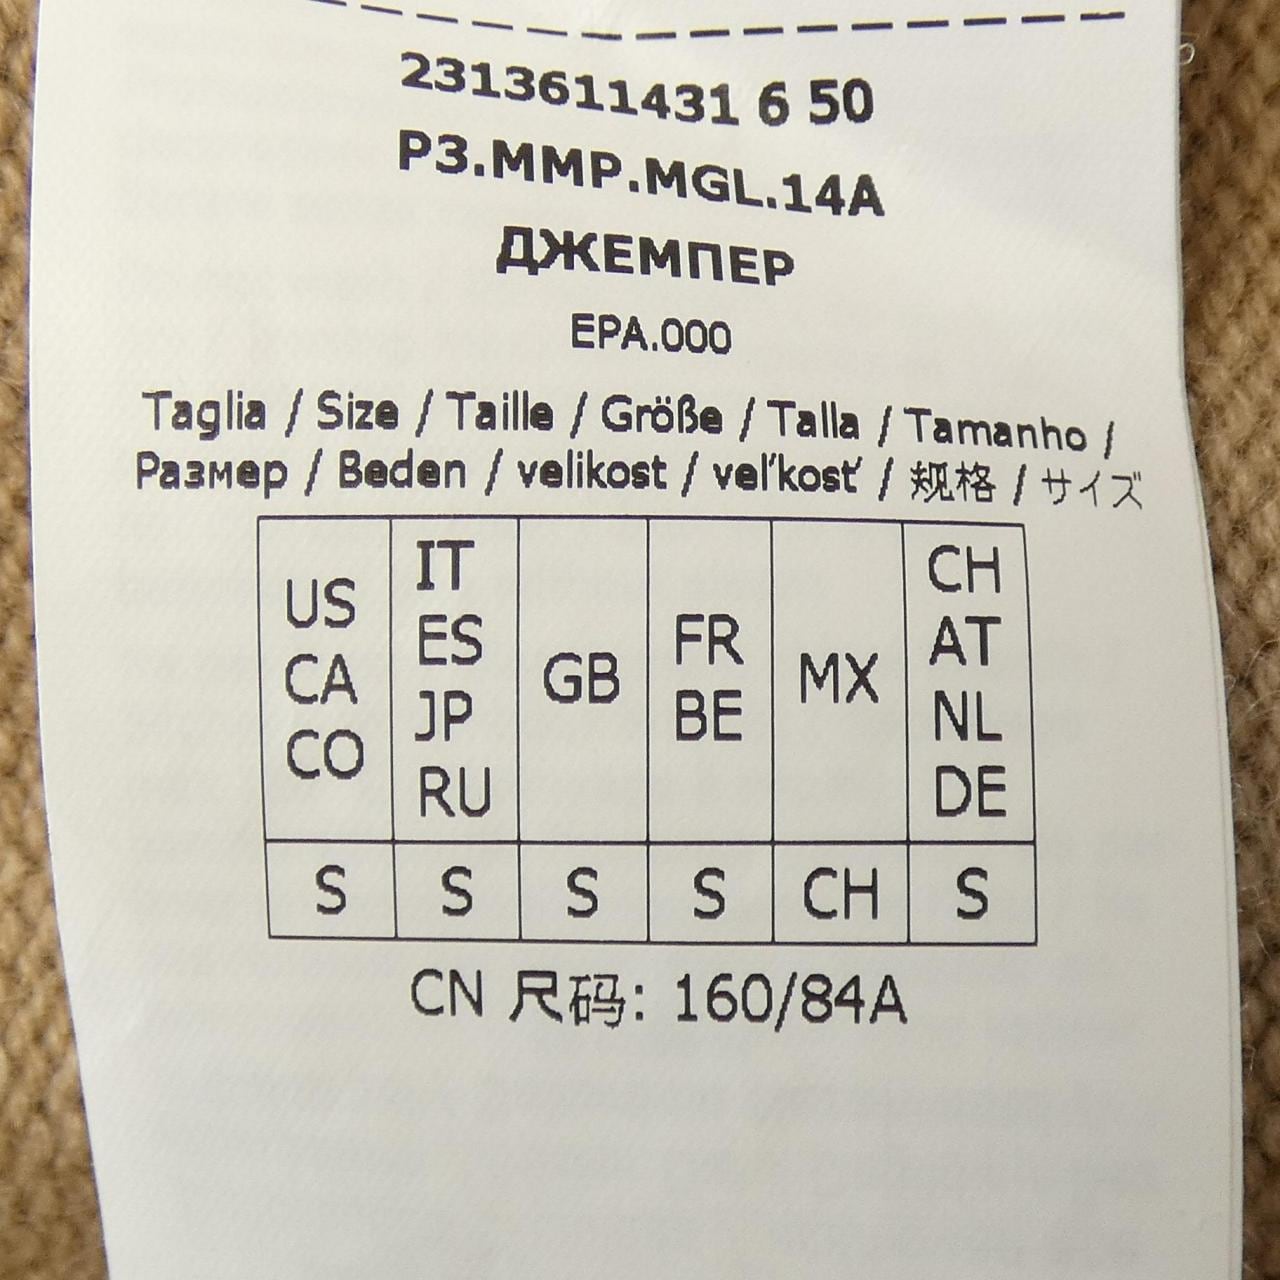 2313611431 6 50
P3.MMP.MGL.14A
ДЖЕМПЕР
EPA.000
Taglia / Size / Taille / Größe / Talla / Tamanho /
Размер / Beden / velikost / veľkosť / 规格 / サイズ
US CA CO | IT ES JP RU | GB | FR BE | MX | CH AT NL DE
S | S | S | S | CH | S
CN 尺码: 160/84A